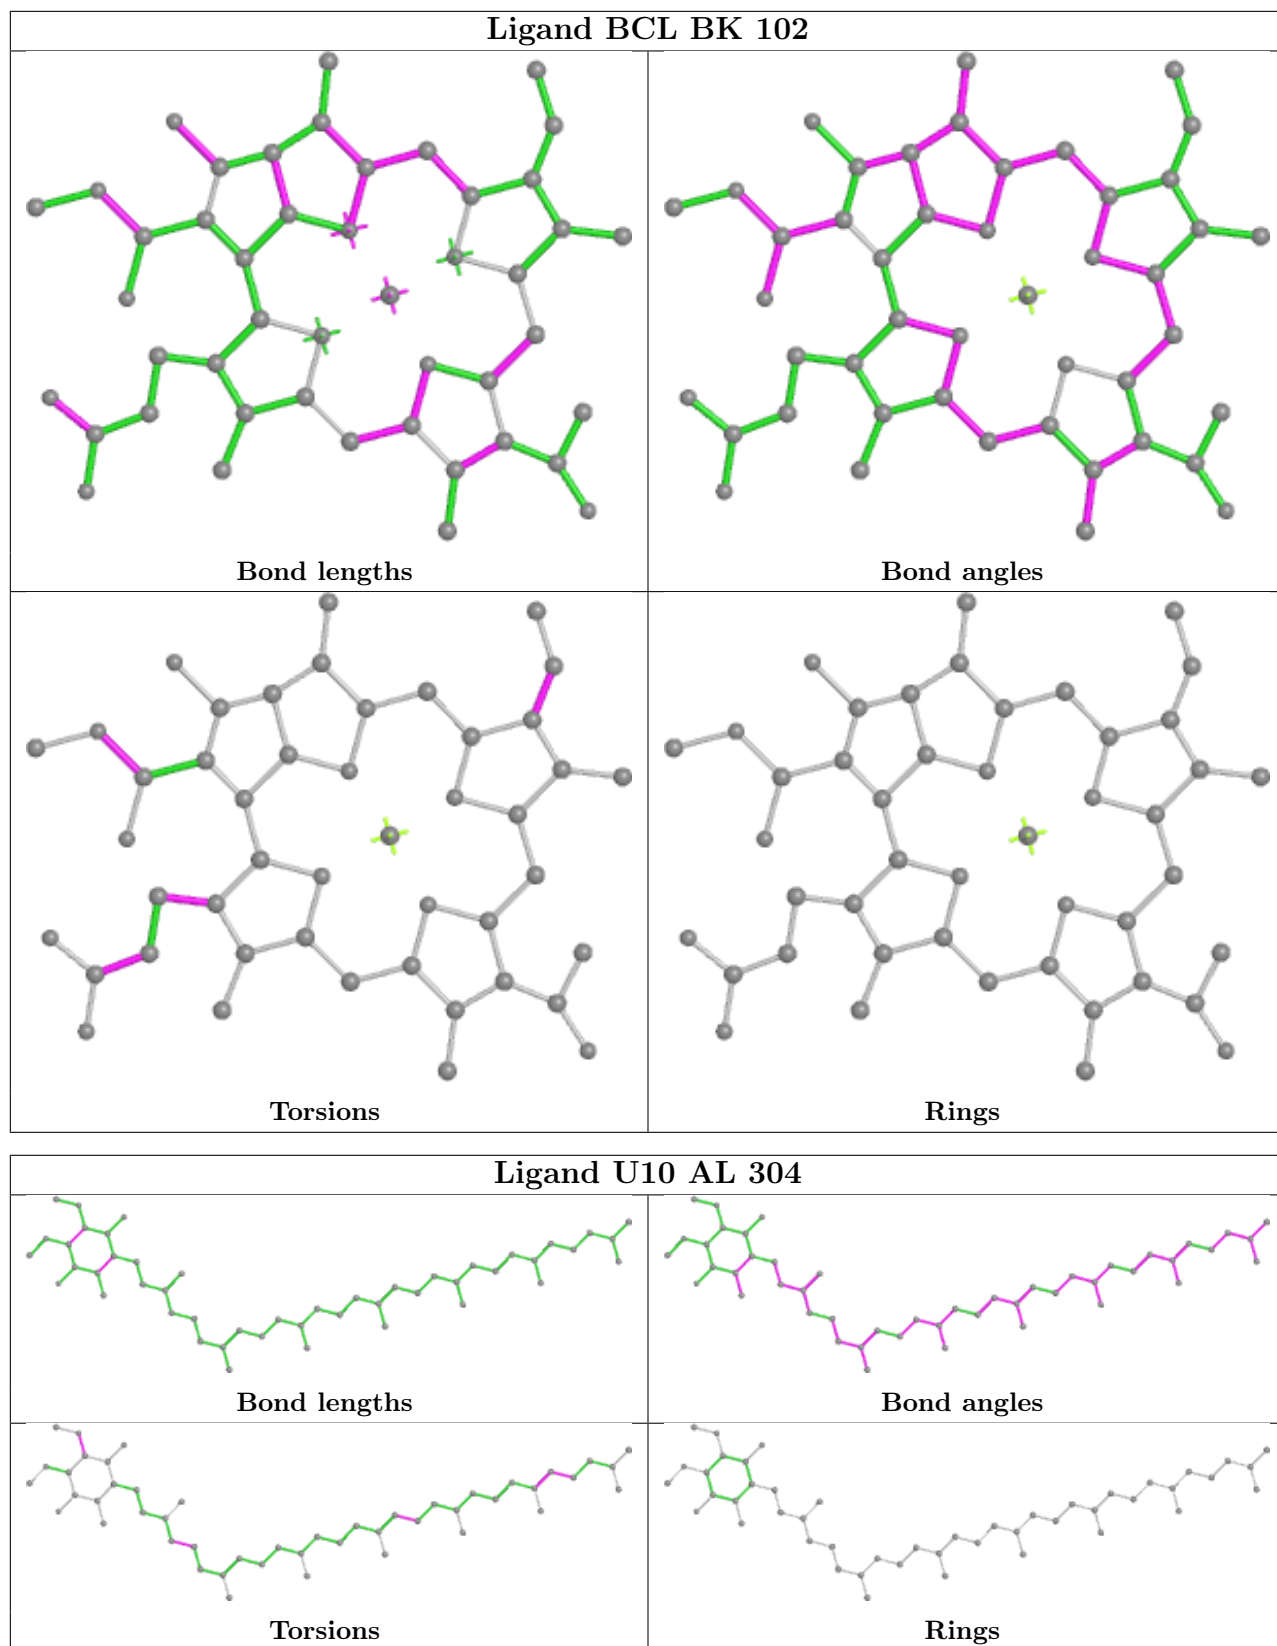 Ligand BCL BK 102
Bond lengths
Bond angles
Torsions
Rings
Ligand U10 AL 304
Bond lengths
Bond angles
Torsions
Rings